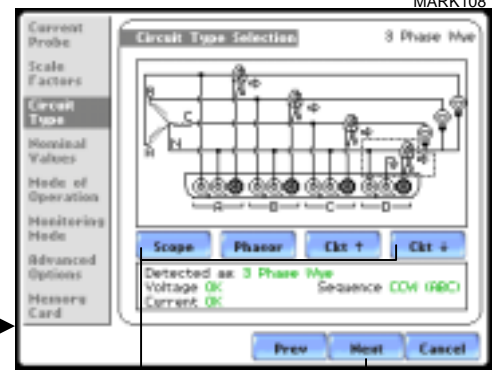 MARK108
Current
Probe
Scale
Factors
Circuit
Type
Nominal
Values
Mode of
Operation
Monitoring
Mode
Advanced
Options
Memory
Card
Circuit Type Selection
3 Phase Wye
B
C
N
A
A B C D
Scope
Phasor
Ckt ↑
Ckt ↓
Detected as 3 Phase Wye
Voltage OK Sequence CCW (ABC)
Current OK
Prev
Next
Cancel